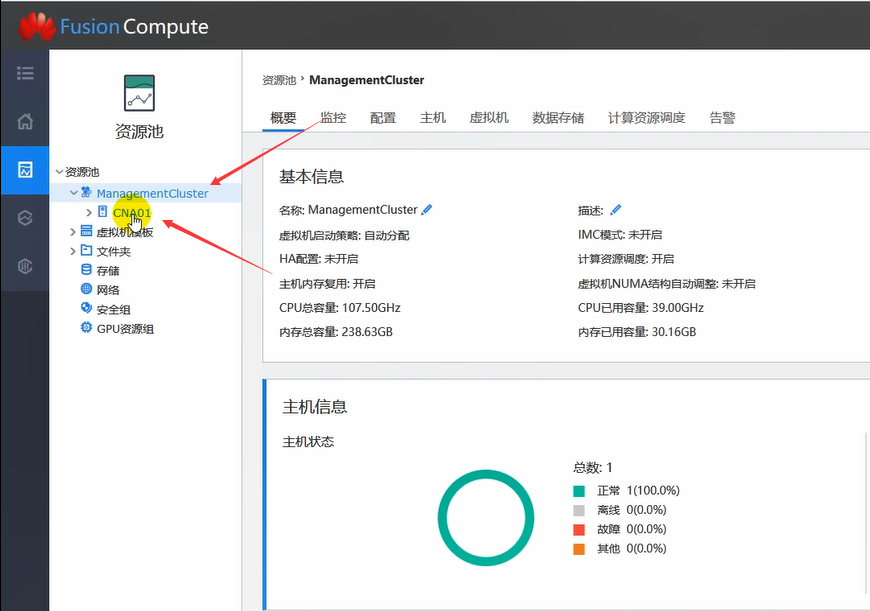 FusionCompute
资源池
资源池 › ManagementCluster
概要 监控 配置 主机 虚拟机 数据存储 计算资源调度 告警
资源池
ManagementCluster
CNA01
虚拟机模板
文件夹
存储
网络
安全组
GPU资源组
基本信息
名称: ManagementCluster
描述:
虚拟机启动策略: 自动分配
IMC模式: 未开启
HA配置: 未开启
计算资源调度: 开启
主机内存复用: 开启
虚拟机NUMA结构自动调整: 未开启
CPU总容量: 107.50GHz
CPU已用容量: 39.00GHz
内存总容量: 238.63GB
内存已用容量: 30.16GB
主机信息
主机状态
总数: 1
正常 1(100.0%)
离线 0(0.0%)
故障 0(0.0%)
其他 0(0.0%)